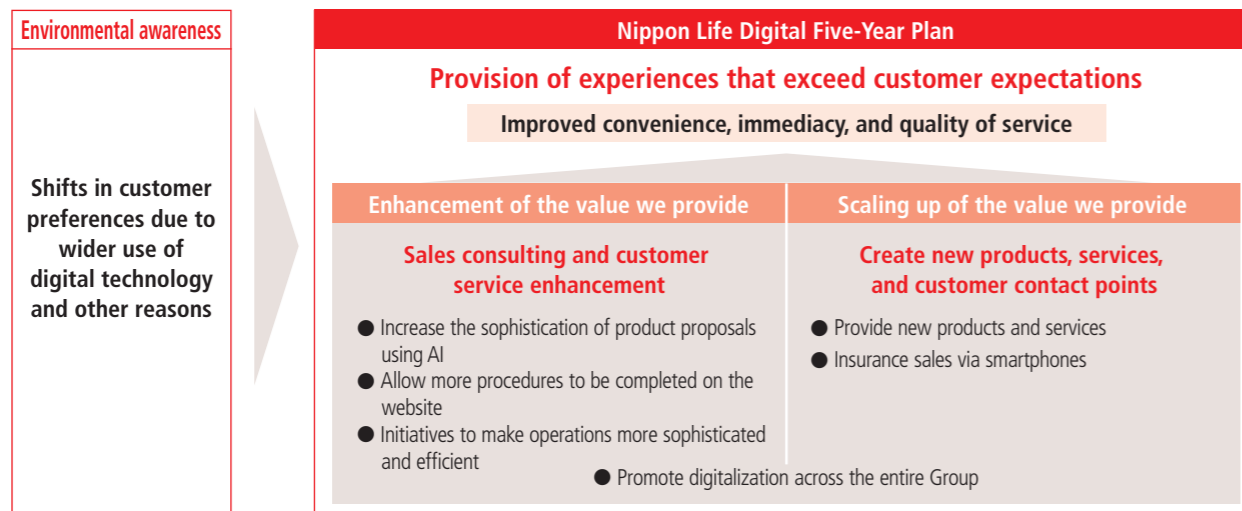 Environmental awareness
Shifts in customer
preferences due to
wider use of
digital technology
and other reasons
Nippon Life Digital Five-Year Plan
Provision of experiences that exceed customer expectations
Improved convenience, immediacy, and quality of service
Enhancement of the value we provide
Sales consulting and customer
service enhancement
● Increase the sophistication of product proposals
using AI
● Allow more procedures to be completed on the
website
● Initiatives to make operations more sophisticated
and efficient
Scaling up of the value we provide
Create new products, services,
and customer contact points
● Provide new products and services
● Insurance sales via smartphones
● Promote digitalization across the entire Group